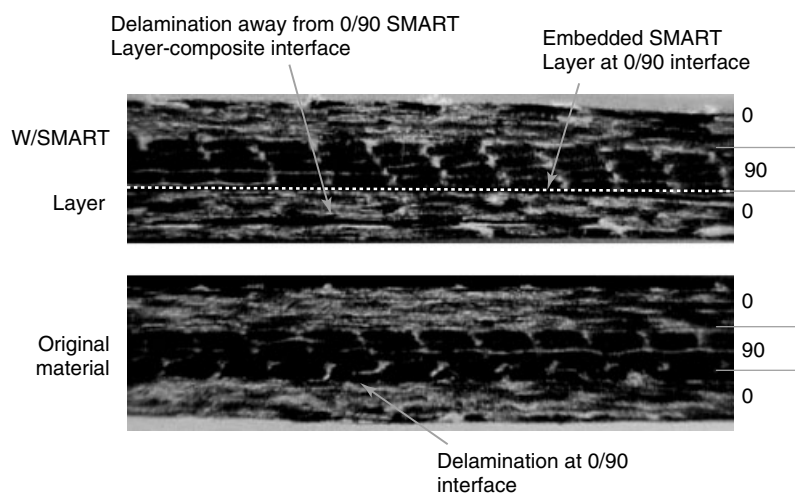 Delamination away from 0/90 SMART
Layer-composite interface
Embedded SMART
Layer at 0/90 interface
W/SMART
Layer
0
90
0
Original
material
0
90
0
Delamination at 0/90
interface